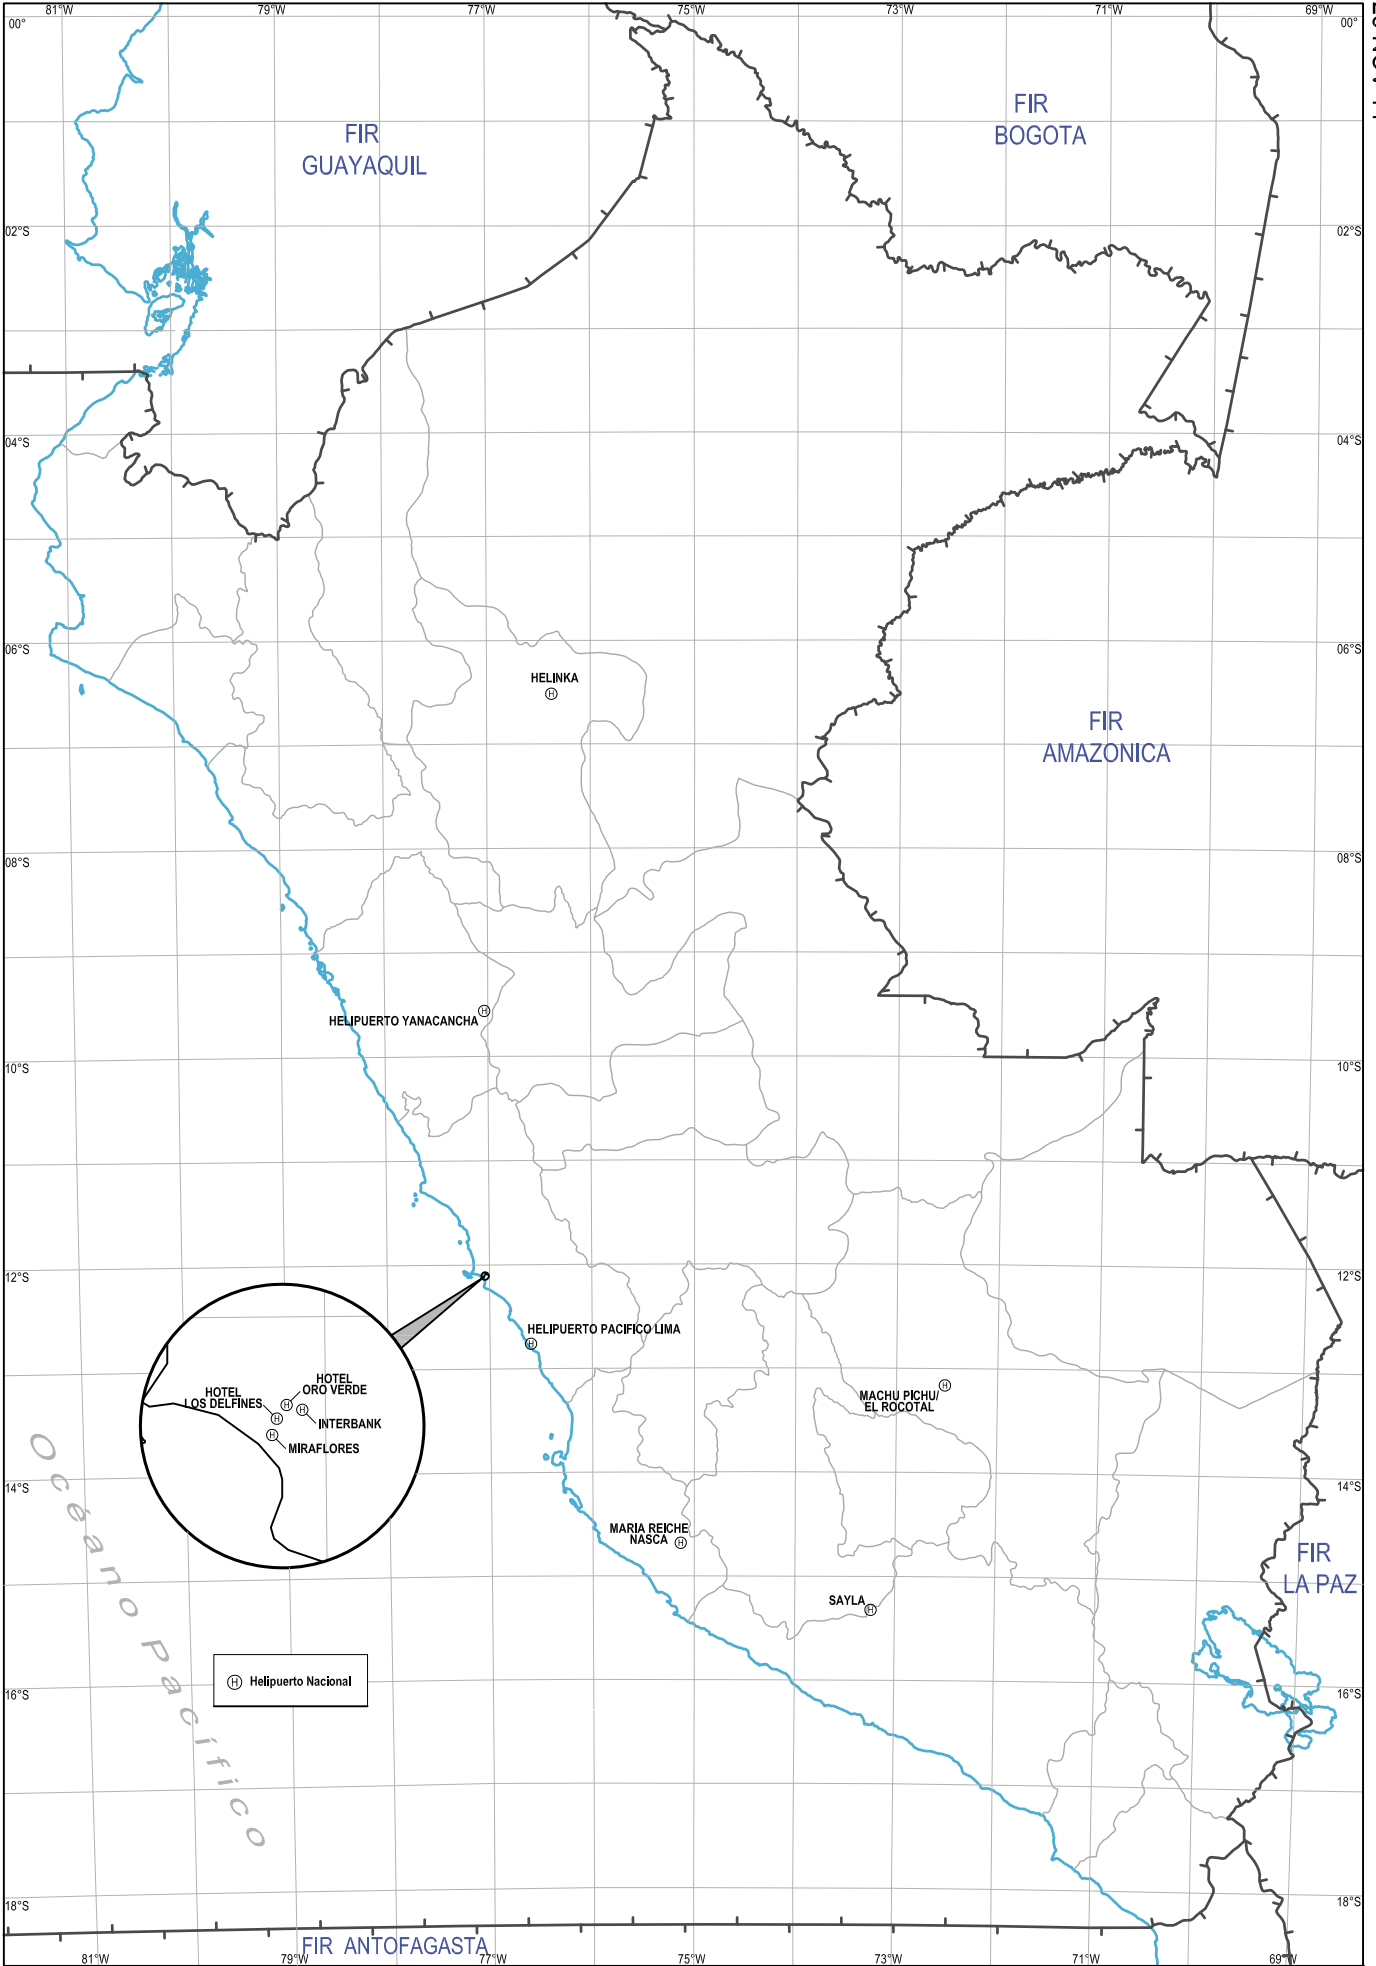 81°W 79°W 77°W 75°W 73°W 71°W 69°W
00° 00°
FIR
GUAYAQUIL
FIR
BOGOTA
02°S 02°S
04°S 04°S
06°S 06°S
HELINKA
FIR
AMAZONICA
08°S 08°S
HELIPUERTO YANACANCHA
10°S 10°S
12°S 12°S
HELIPUERTO PACIFICO LIMA
HOTEL
ORO VERDE
HOTEL
LOS DELFINES
INTERBANK
MIRAFLORES
MACHU PICHU/
EL ROCOTAL
14°S 14°S
MARIA REICHE
NASCA
FIR
LA PAZ
SAYLA
Océano Pacífico
H Helipuerto Nacional
16°S 16°S
18°S 18°S
FIR ANTOFAGASTA
81°W 79°W 77°W 75°W 73°W 71°W 69°W